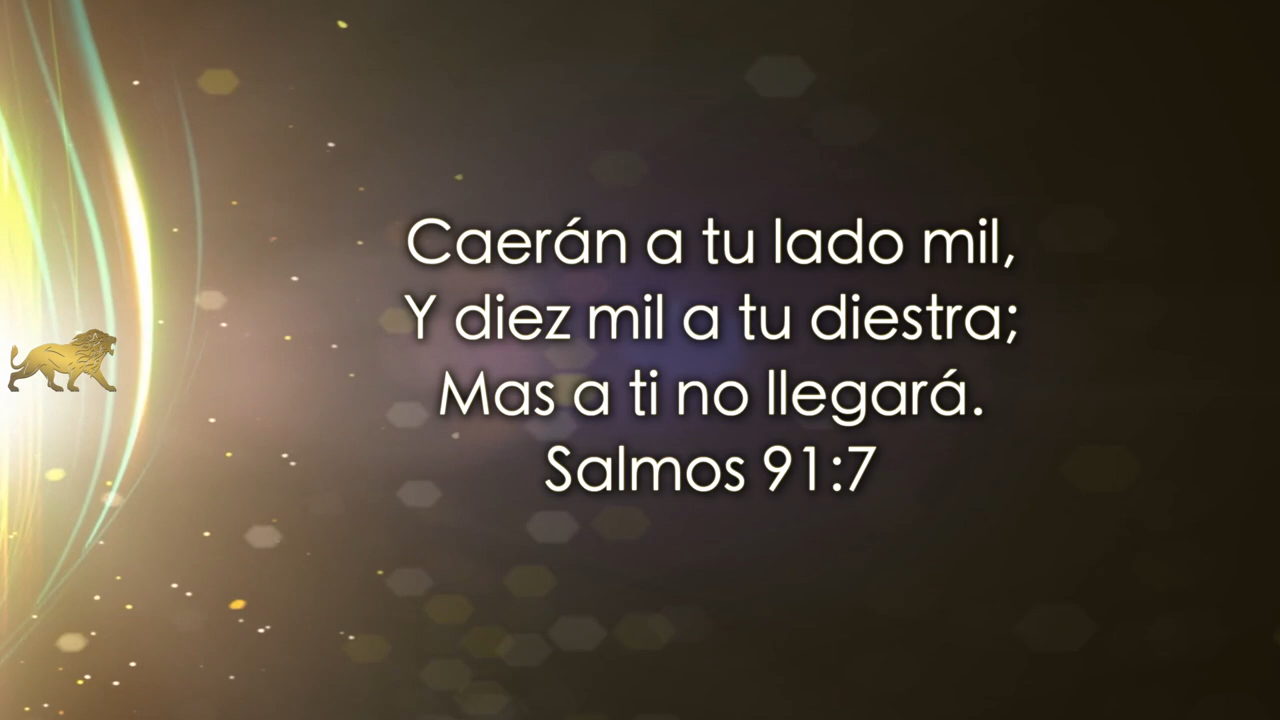 Caerán a tu lado mil,
Y diez mil a tu diestra;
Mas a ti no llegará.
Salmos 91:7